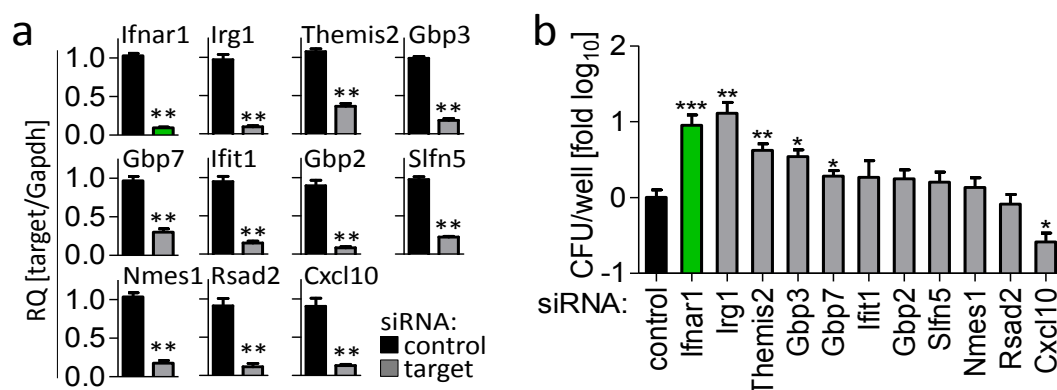 a
Ifnar1 Irg1 Themis2 Gbp3
1.0
0.5
0.0
** ** ** **
Gbp7 Ifit1 Gbp2 Slfn5
1.0
0.5
0.0
** ** ** **
Nmes1 Rsad2 Cxcl10
1.0
0.5
0.0
** ** **
RQ [target/Gapdh]
siRNA:
control
target
b
CFU/well [fold log10]
2
1
0
-1
*** ** ** * * *
siRNA:
control
Ifnar1
Irg1
Themis2
Gbp3
Gbp7
Ifit1
Gbp2
Slfn5
Nmes1
Rsad2
Cxcl10